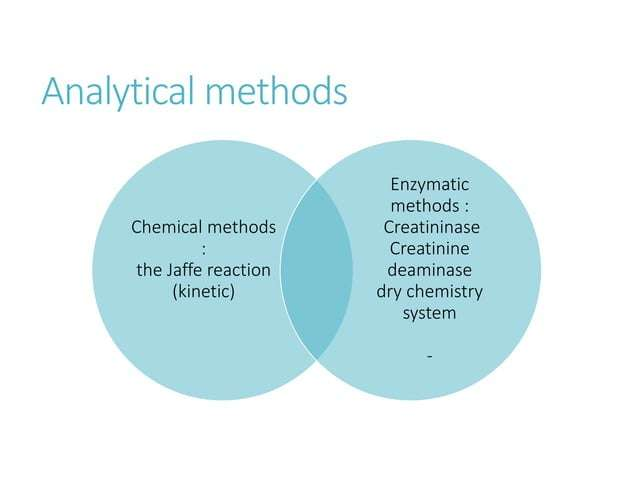 Analytical methods
Chemical methods
:
the Jaffe reaction
(kinetic)
Enzymatic
methods :
Creatininase
Creatinine
deaminase
dry chemistry
system
-